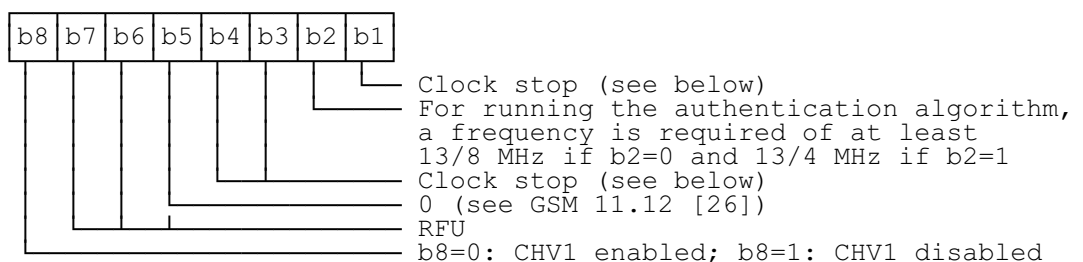 b8 b7 b6 b5 b4 b3 b2 b1
Clock stop (see below)
For running the authentication algorithm,
a frequency is required of at least
13/8 MHz if b2=0 and 13/4 MHz if b2=1
Clock stop (see below)
0 (see GSM 11.12 [26])
RFU
b8=0: CHV1 enabled; b8=1: CHV1 disabled